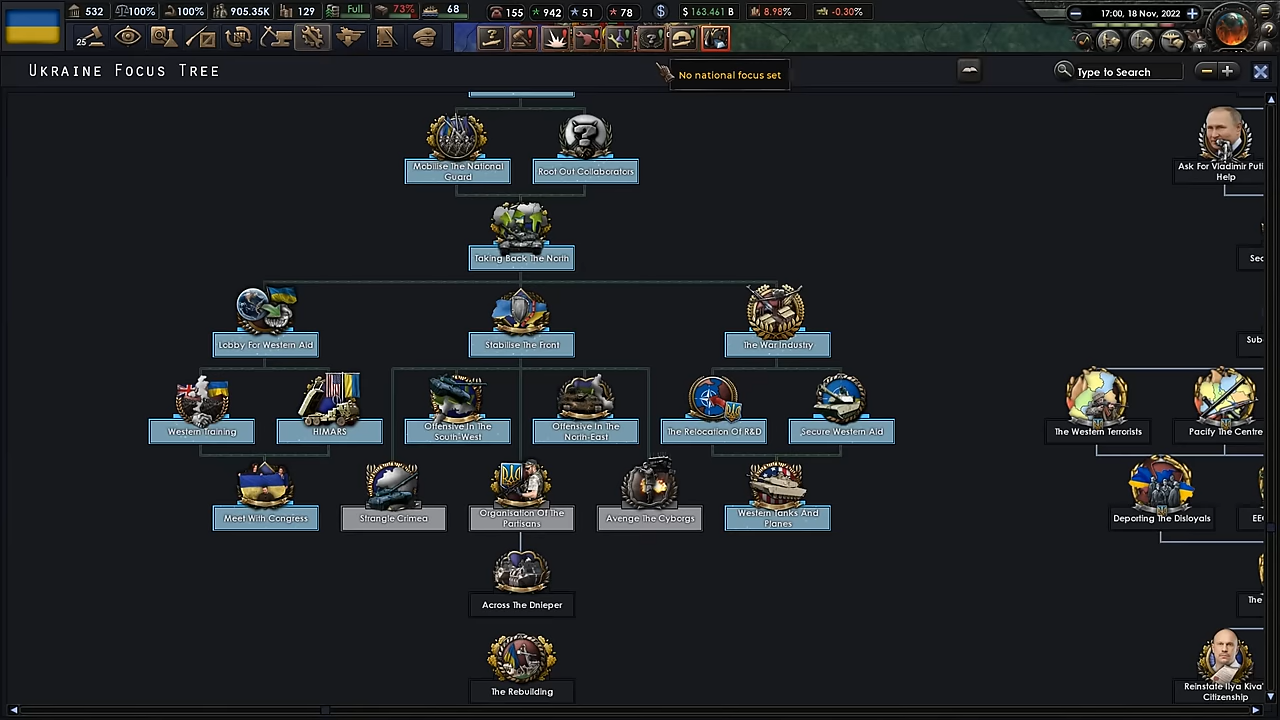 532
100%
100%
905.35K
129
Full
73%
68
155
942
51
78
$
$ 163.461 B
8.98%
-0.30%
17:00, 18 Nov, 2022
25
Ukraine Focus Tree
No national focus set
Type to Search
Mobilise The National
Guard
Root Out Collaborators
Ask For Vladimir Puti
Help
Taking Back The North
Sec
Lobby For Western Aid
Stabilise The Front
The War Industry
Sub
Western Training
HIMARS
Offensive In The
South-West
Offensive In The
North-East
The Relocation Of R&D
Secure Western Aid
The Western Terrorists
Pacify The Centre
Meet With Congress
Strangle Crimea
Organisation Of The
Partisans
Avenge The Cyborgs
Western Tanks And
Planes
Deporting The Disloyals
Across The Dnieper
The
The Rebuilding
Reinstate Ilya Kiva'
Citizenship